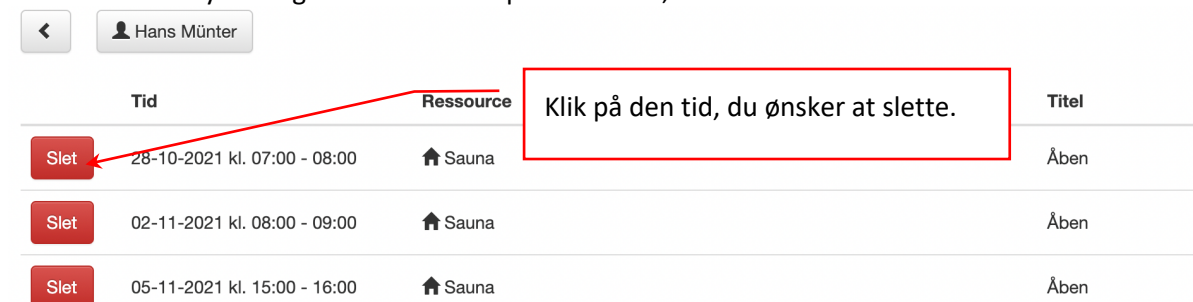 Hans Münter
Tid Ressource Titel
Klik på den tid, du ønsker at slette.
Slet 28-10-2021 kl. 07:00 - 08:00 Sauna Åben
Slet 02-11-2021 kl. 08:00 - 09:00 Sauna Åben
Slet 05-11-2021 kl. 15:00 - 16:00 Sauna Åben